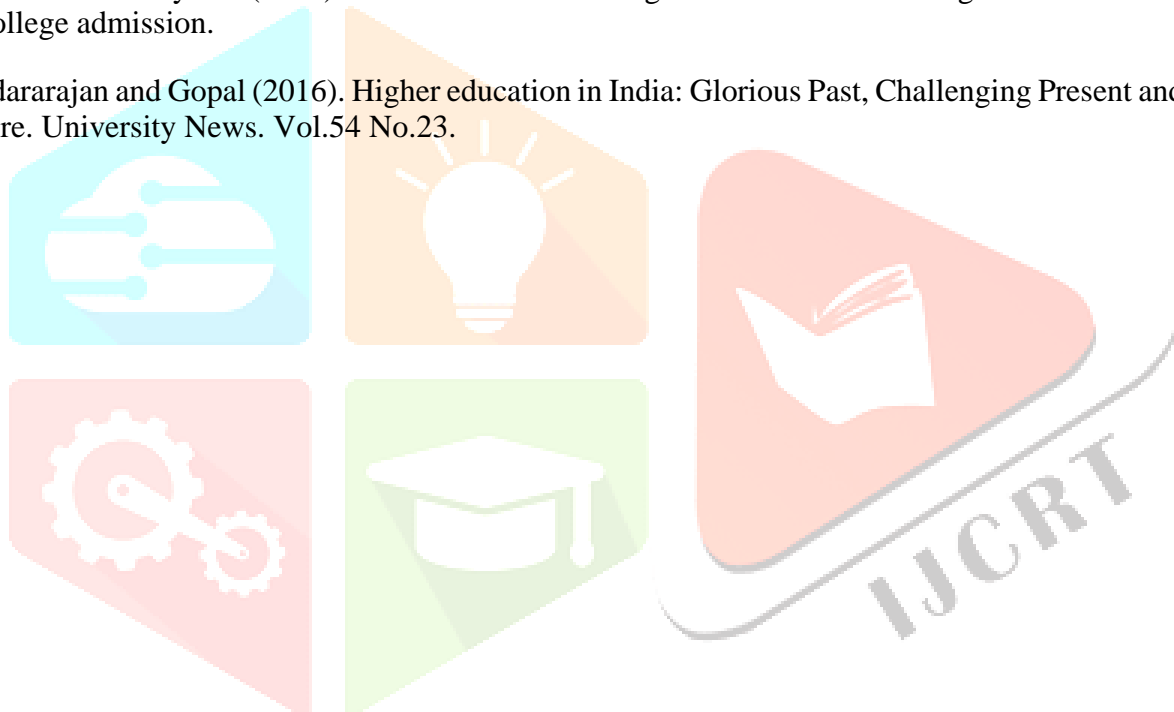 ollege admission.
dararajan and Gopal (2016). Higher education in India: Glorious Past, Challenging Present and
re. University News. Vol.54 No.23.
IJCRT